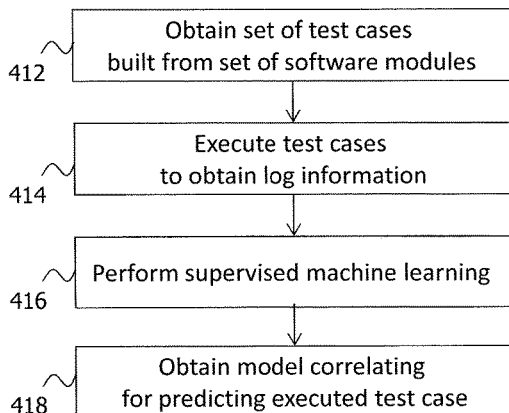 Obtain set of test cases
built from set of software modules
412
Execute test cases
to obtain log information
414
Perform supervised machine learning
416
Obtain model correlating
for predicting executed test case
418